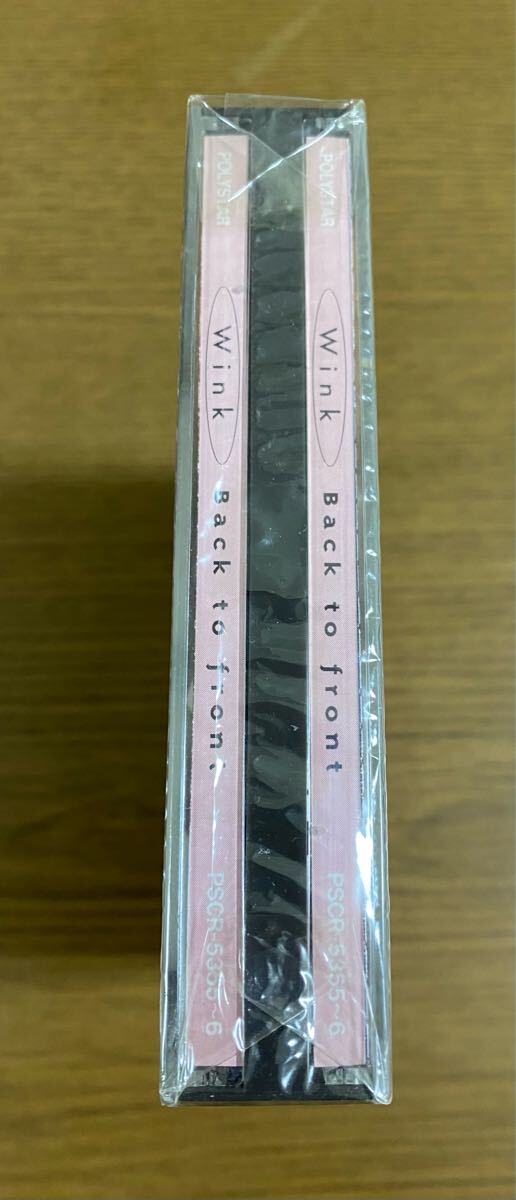 POLYSTAR
Wink
Back to front
PSCR-5355~6
POLYSTAR
Wink
Back to front
PSCR-5355~6